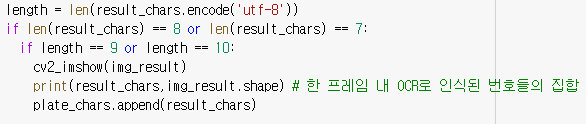 length = len(result_chars.encode('utf-8'))
if len(result_chars) == 8 or len(result_chars) == 7:
  if length == 9 or length == 10:
    cv2_imshow(img_result)
    print(result_chars,img_result.shape) # 한 프레임 내 OCR로 인식된 번호들의 집합
    plate_chars.append(result_chars)